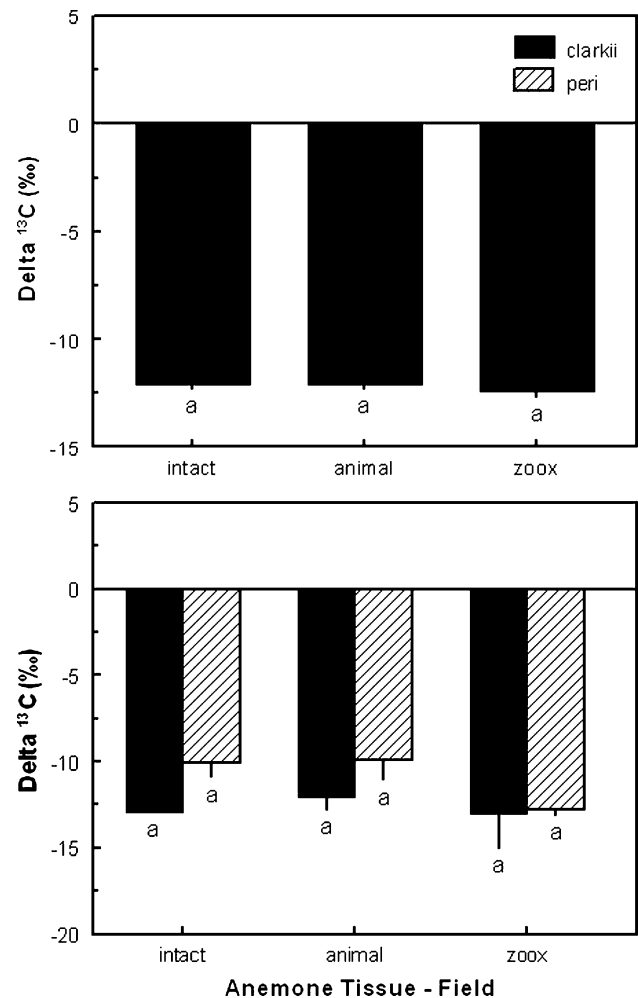 5
0
-5
-10
-15
Delta ¹³C (‰)
clarkii
peri
a a a
intact animal zoox
5
0
-5
-10
-15
-20
Delta ¹³C (‰)
a a a a a a
intact animal zoox
Anemone Tissue - Field